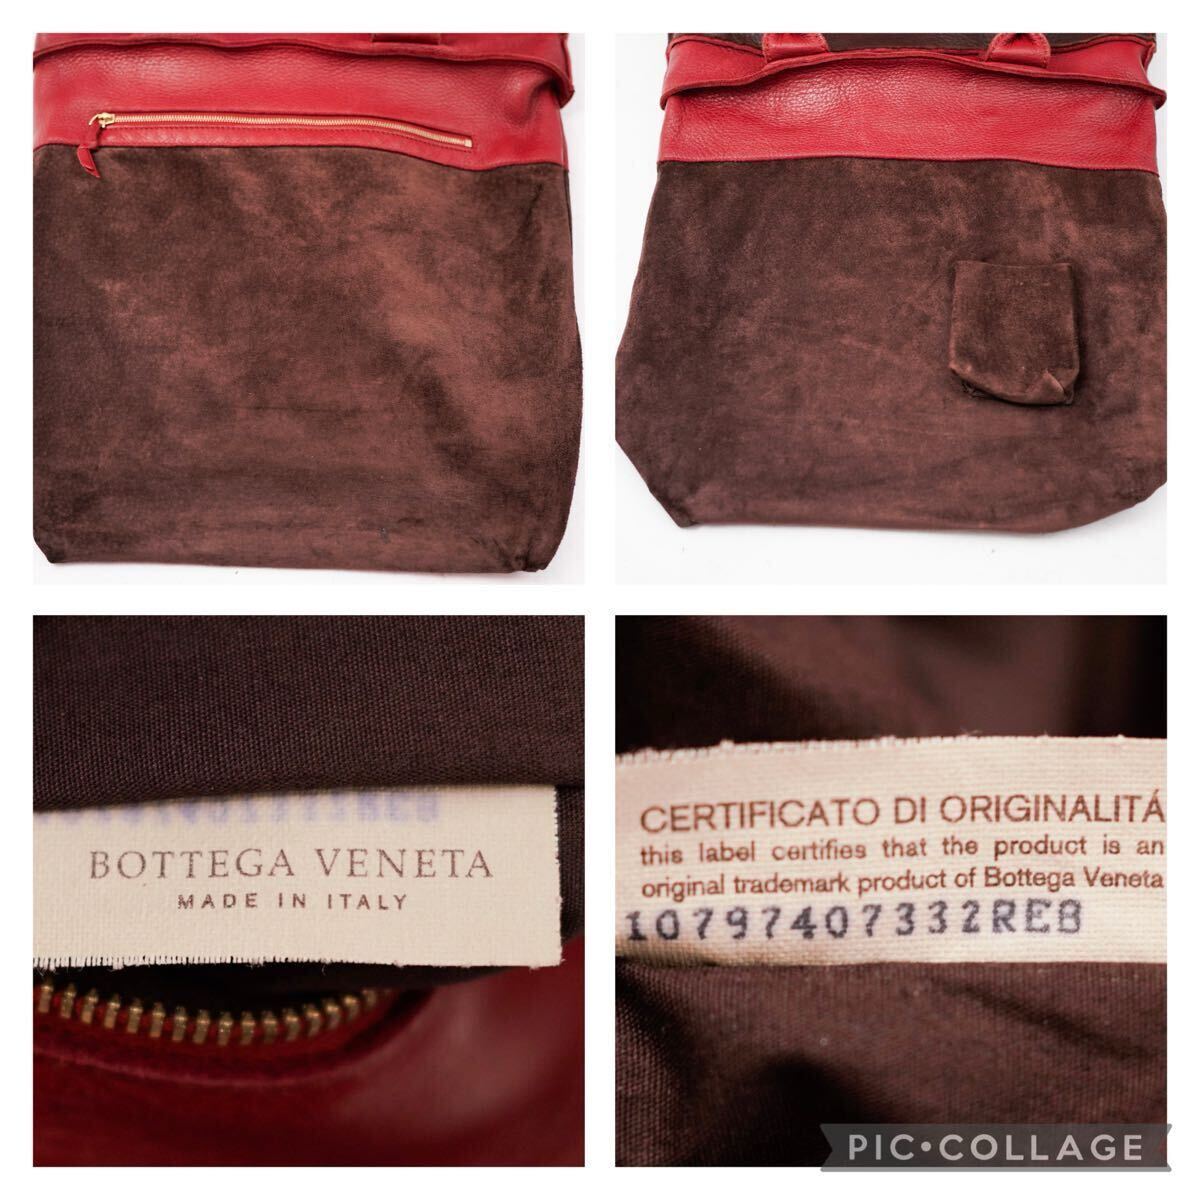 BOTTEGA VENETA
MADE IN ITALY
CERTIFICATO DI ORIGINALITÁ
this label certifies that the product is an
original trademark product of Bottega Veneta
10797407332REB
PIC•COLLAGE